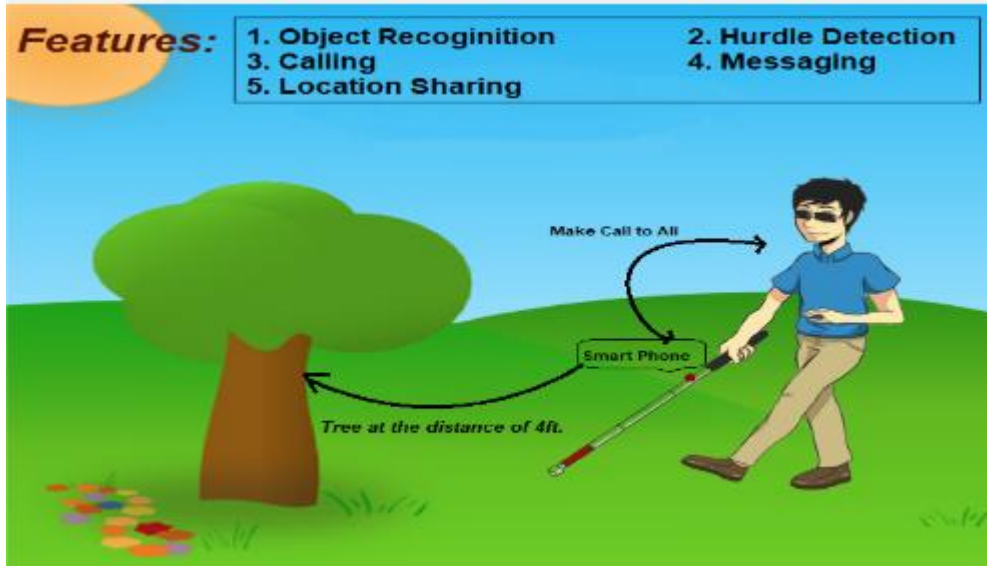 Features:
1. Object Recoginition 2. Hurdle Detection
3. Calling 4. Messaging
5. Location Sharing
Make Call to All
Smart Phone
Tree at the distance of 4ft.